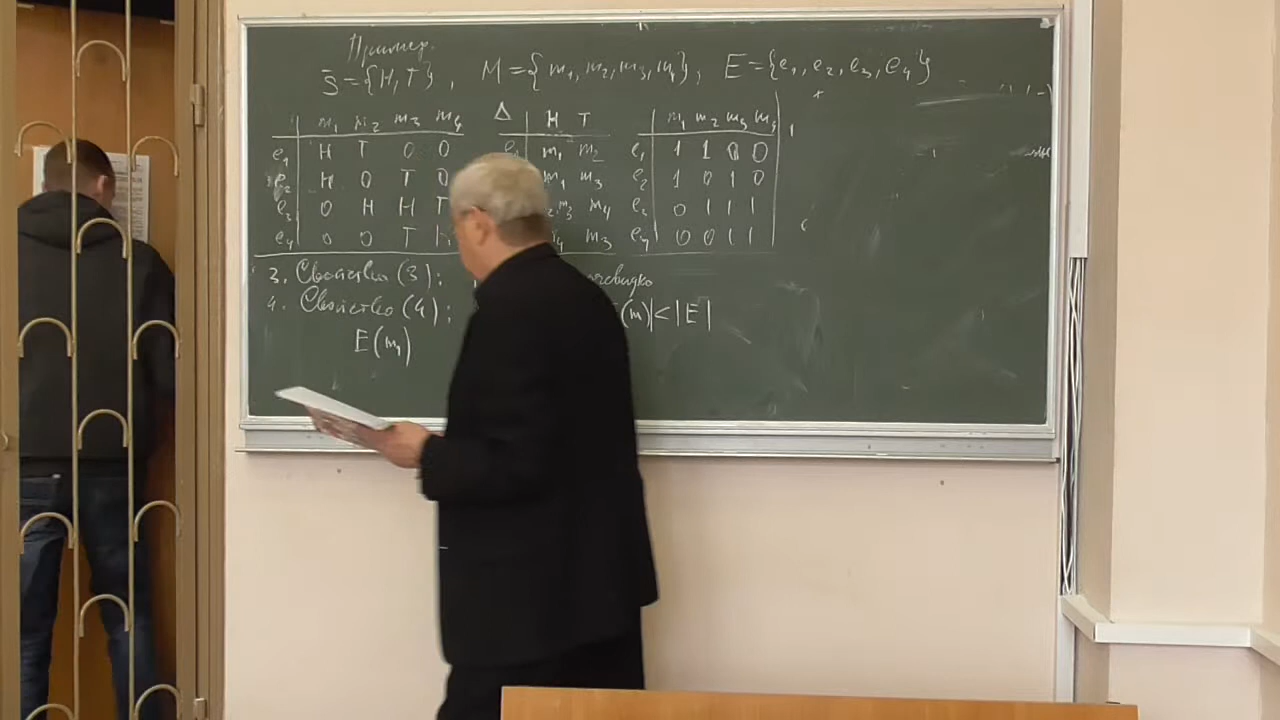 Пример.
S = {H, T}, M = {m₁, m₂, m₃, m₄}, E = {e₁, e₂, e₃, e₄}
m₁ m₂ m₃ m₄ Δ H T m₁ m₂ m₃ m₄
e₁ H T 0 0 m₁ m₂ e₁ 1 1 0 0
e₂ H 0 T 0 m₁ m₃ e₂ 1 0 1 0
e₃ 0 H H T m₃ m₄ e₃ 0 1 1 1
e₄ 0 0 T m₃ e₄ 0 0 1 1
3. Свойство (3): очевидно
4. Свойство (4): (m)| < |E|
E(m₁)